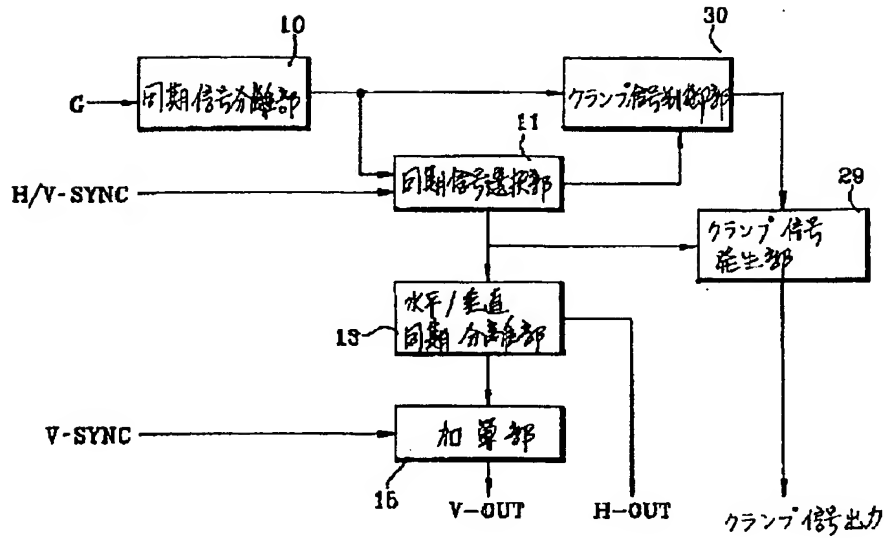 10
30
G
同期信号分離部
クランプ信号制御部
11
H/V-SYNC
同期信号選択部
29
クランプ信号
発生部
水平/垂直
同期 分離部
13
V-SYNC
加算部
15
V-OUT
H-OUT
クランプ信号出力